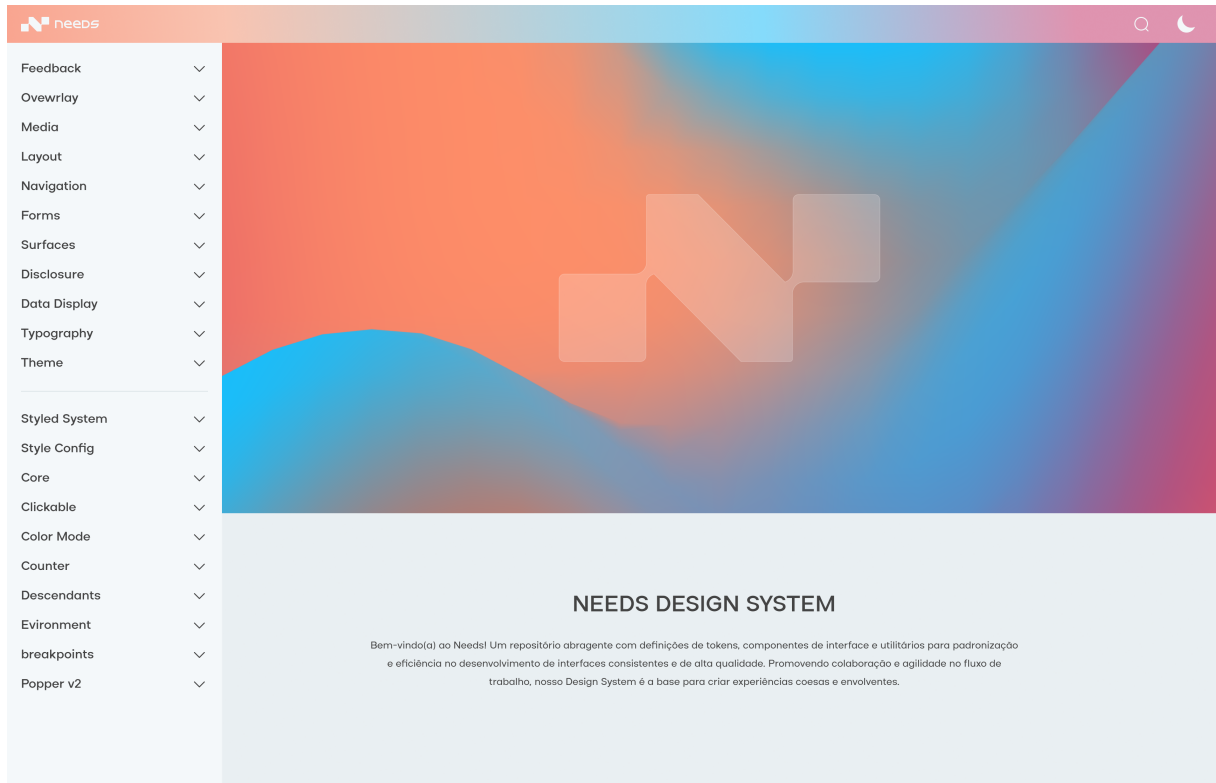 needs
Feedback
Ovewrlay
Media
Layout
Navigation
Forms
Surfaces
Disclosure
Data Display
Typography
Theme
Styled System
Style Config
Core
Clickable
Color Mode
Counter
Descendants
Evironment
breakpoints
Popper v2
NEEDS DESIGN SYSTEM
Bem-vindo(a) ao Needs! Um repositório abragente com definições de tokens, componentes de interface e utilitários para padronização
e eficiência no desenvolvimento de interfaces consistentes e de alta qualidade. Promovendo colaboração e agilidade no fluxo de
trabalho, nosso Design System é a base para criar experiências coesas e envolventes.